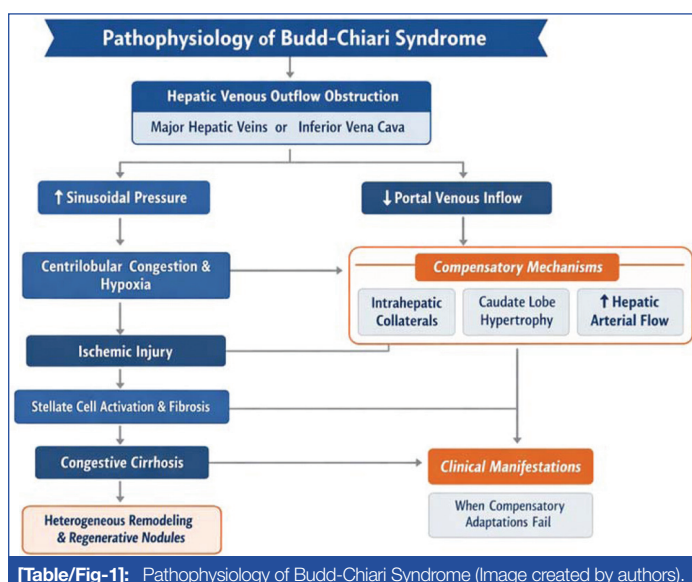 Pathophysiology of Budd-Chiari Syndrome
Hepatic Venous Outflow Obstruction
Major Hepatic Veins or Inferior Vena Cava
↑ Sinusoidal Pressure
↓ Portal Venous Inflow
Centrilobular Congestion &
Hypoxia
Compensatory Mechanisms
Intrahepatic
Collaterals
Caudate Lobe
Hypertrophy
↑ Hepatic
Arterial Flow
Ischemic Injury
Stellate Cell Activation & Fibrosis
Congestive Cirrhosis
Clinical Manifestations
Heterogeneous Remodeling
& Regenerative Nodules
When Compensatory
Adaptations Fail
[Table/Fig-1]: Pathophysiology of Budd-Chiari Syndrome (Image created by authors)